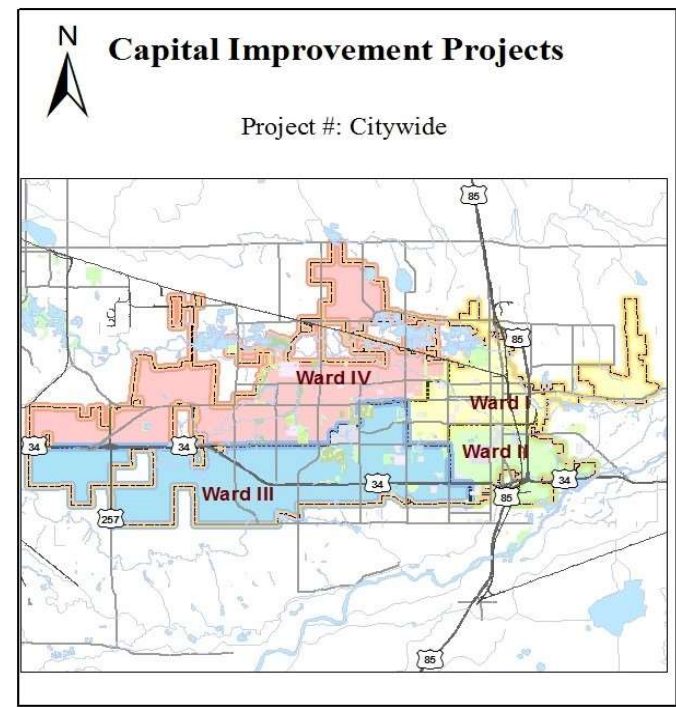 N
Capital Improvement Projects
Project #: Citywide
85
85
Ward IV
Ward I
34
34
Ward II
Ward III
34
34
85
257
85